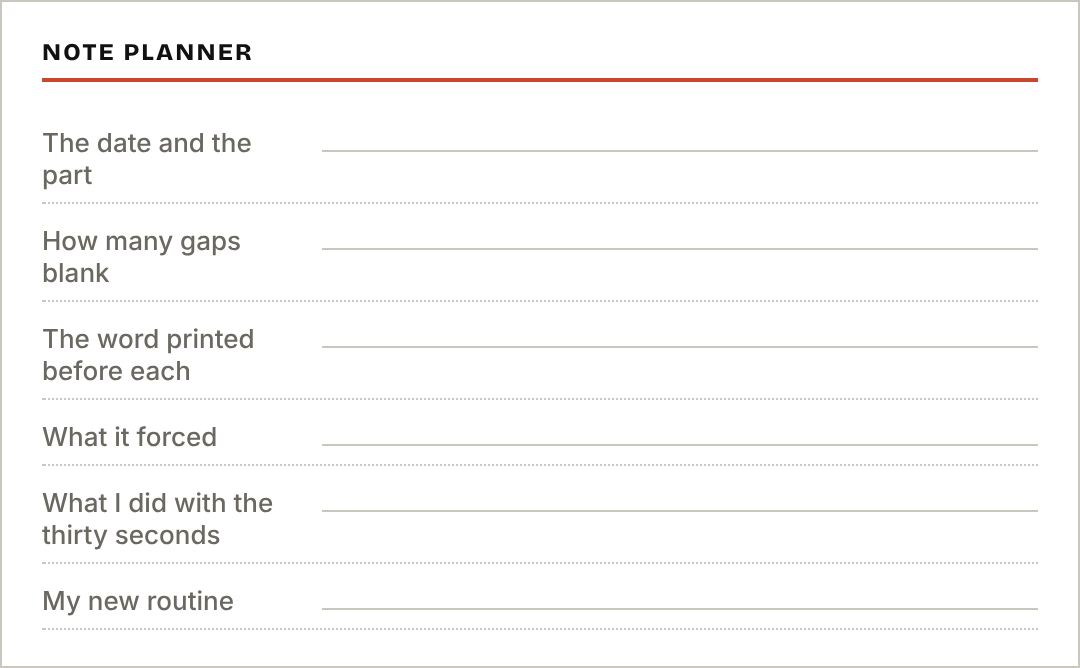 NOTE PLANNER
The date and the
part
How many gaps
blank
The word printed
before each
What it forced
What I did with the
thirty seconds
My new routine